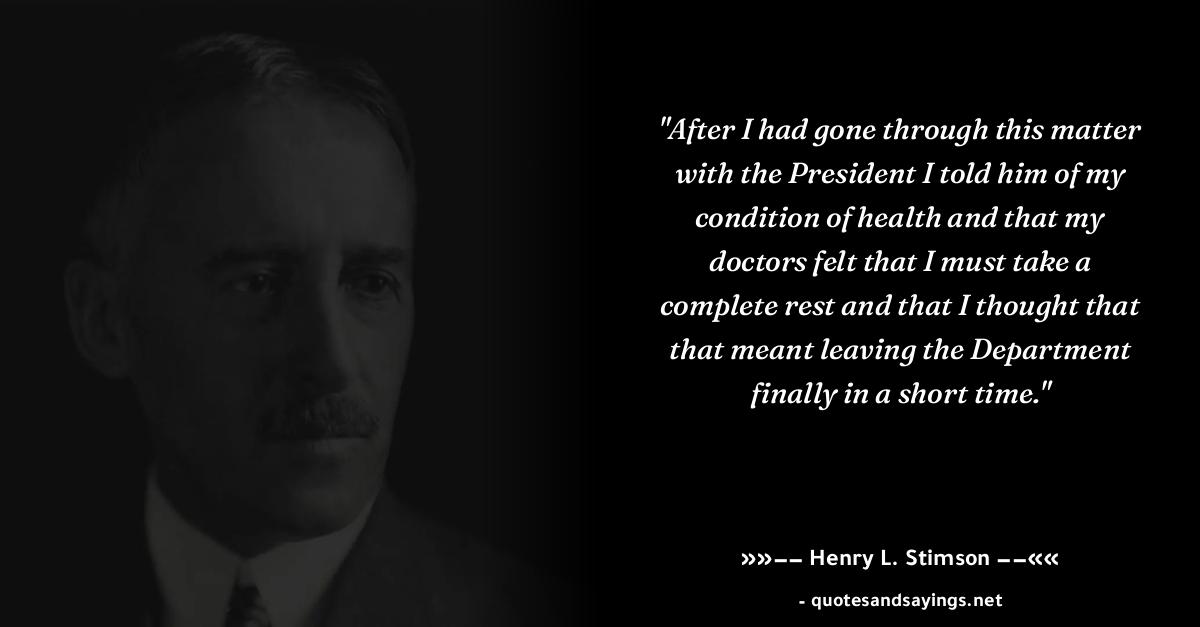 "After I had gone through this matter
with the President I told him of my
condition of health and that my
doctors felt that I must take a
complete rest and that I thought that
that meant leaving the Department
finally in a short time."
»»-- Henry L. Stimson --««
- quotesandsayings.net